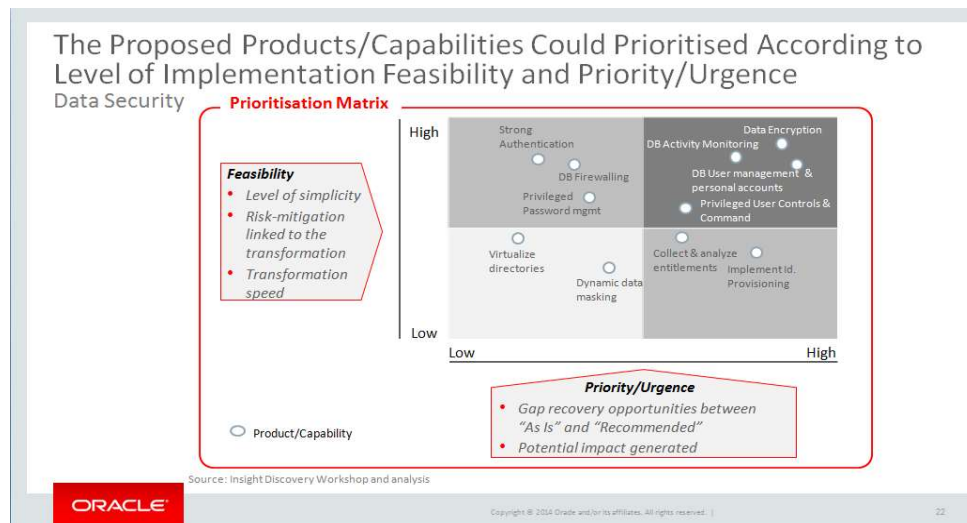 The Proposed Products/Capabilities Could Prioritised According to
Level of Implementation Feasibility and Priority/Urgence
Data Security
Prioritisation Matrix
High
Feasibility
• Level of simplicity
• Risk-mitigation
linked to the
transformation
• Transformation
speed
Strong
Authentication
DB Firewalling
Privileged
Password mgmt
Data Encryption
DB Activity Monitoring
DB User management &
personal accounts
Privileged User Controls &
Command
Virtualize
directories
Dynamic data
masking
Collect & analyze
entitlements
Implement Id.
Provisioning
Low
Low
High
Priority/Urgence
• Gap recovery opportunities between
“As Is” and “Recommended”
• Potential impact generated
Product/Capability
Source: Insight Discovery Workshop and analysis
ORACLE
Copyright © 2014 Oracle and/or its affiliates. All rights reserved. |
22